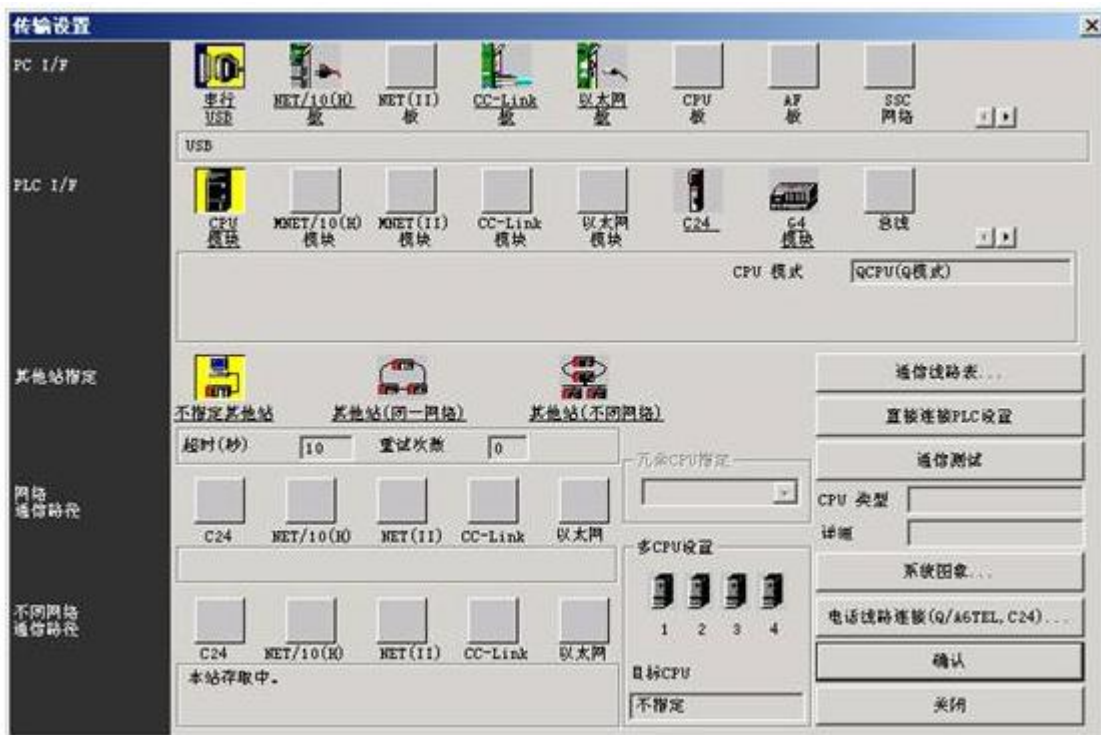 传输设置
PC I/F
串行 USB
NET/10(H) 板
NET(II) 板
CC-Link 板
以太网 板
CPU 板
AF 板
SSC 网络
USB
PLC I/F
CPU 模块
MNET/10(H) 模块
MNET(II) 模块
CC-Link 模块
以太网 模块
C24
G4 模块
总线
CPU 模式
QCPU(Q模式)
其他站指定
不指定其他站
其他站(同一网络)
其他站(不同网络)
通信线路表...
直接连接PLC设置
超时(秒)
10
重试次数
0
通信测试
冗余CPU指定
网络 通信路径
C24
NET/10(H)
NET(II)
CC-Link
以太网
CPU 类型
详细
多CPU设置
系统图象...
不同网络 通信路径
C24
NET/10(H)
NET(II)
CC-Link
以太网
1 2 3 4
电话线路连接(Q/A6TEL,C24)...
本站存取中。
目标CPU
不指定
确认
关闭